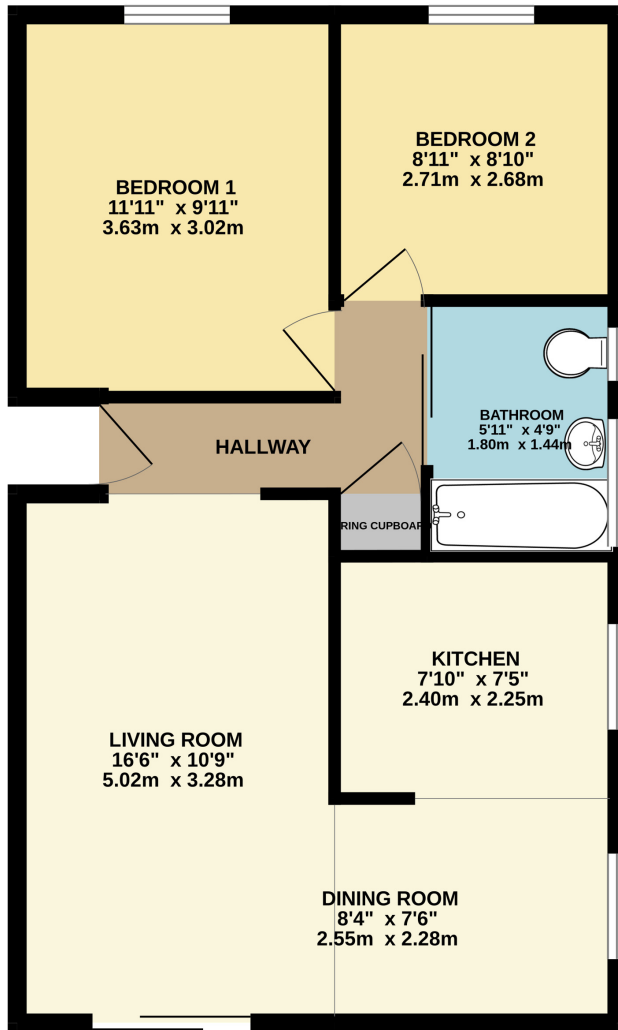 BEDROOM 1
11'11" x 9'11"
3.63m x 3.02m
BEDROOM 2
8'11" x 8'10"
2.71m x 2.68m
BATHROOM
5'11" x 4'9"
1.80m x 1.44m
HALLWAY
RING CUPBOAR
KITCHEN
7'10" x 7'5"
2.40m x 2.25m
LIVING ROOM
16'6" x 10'9"
5.02m x 3.28m
DINING ROOM
8'4" x 7'6"
2.55m x 2.28m